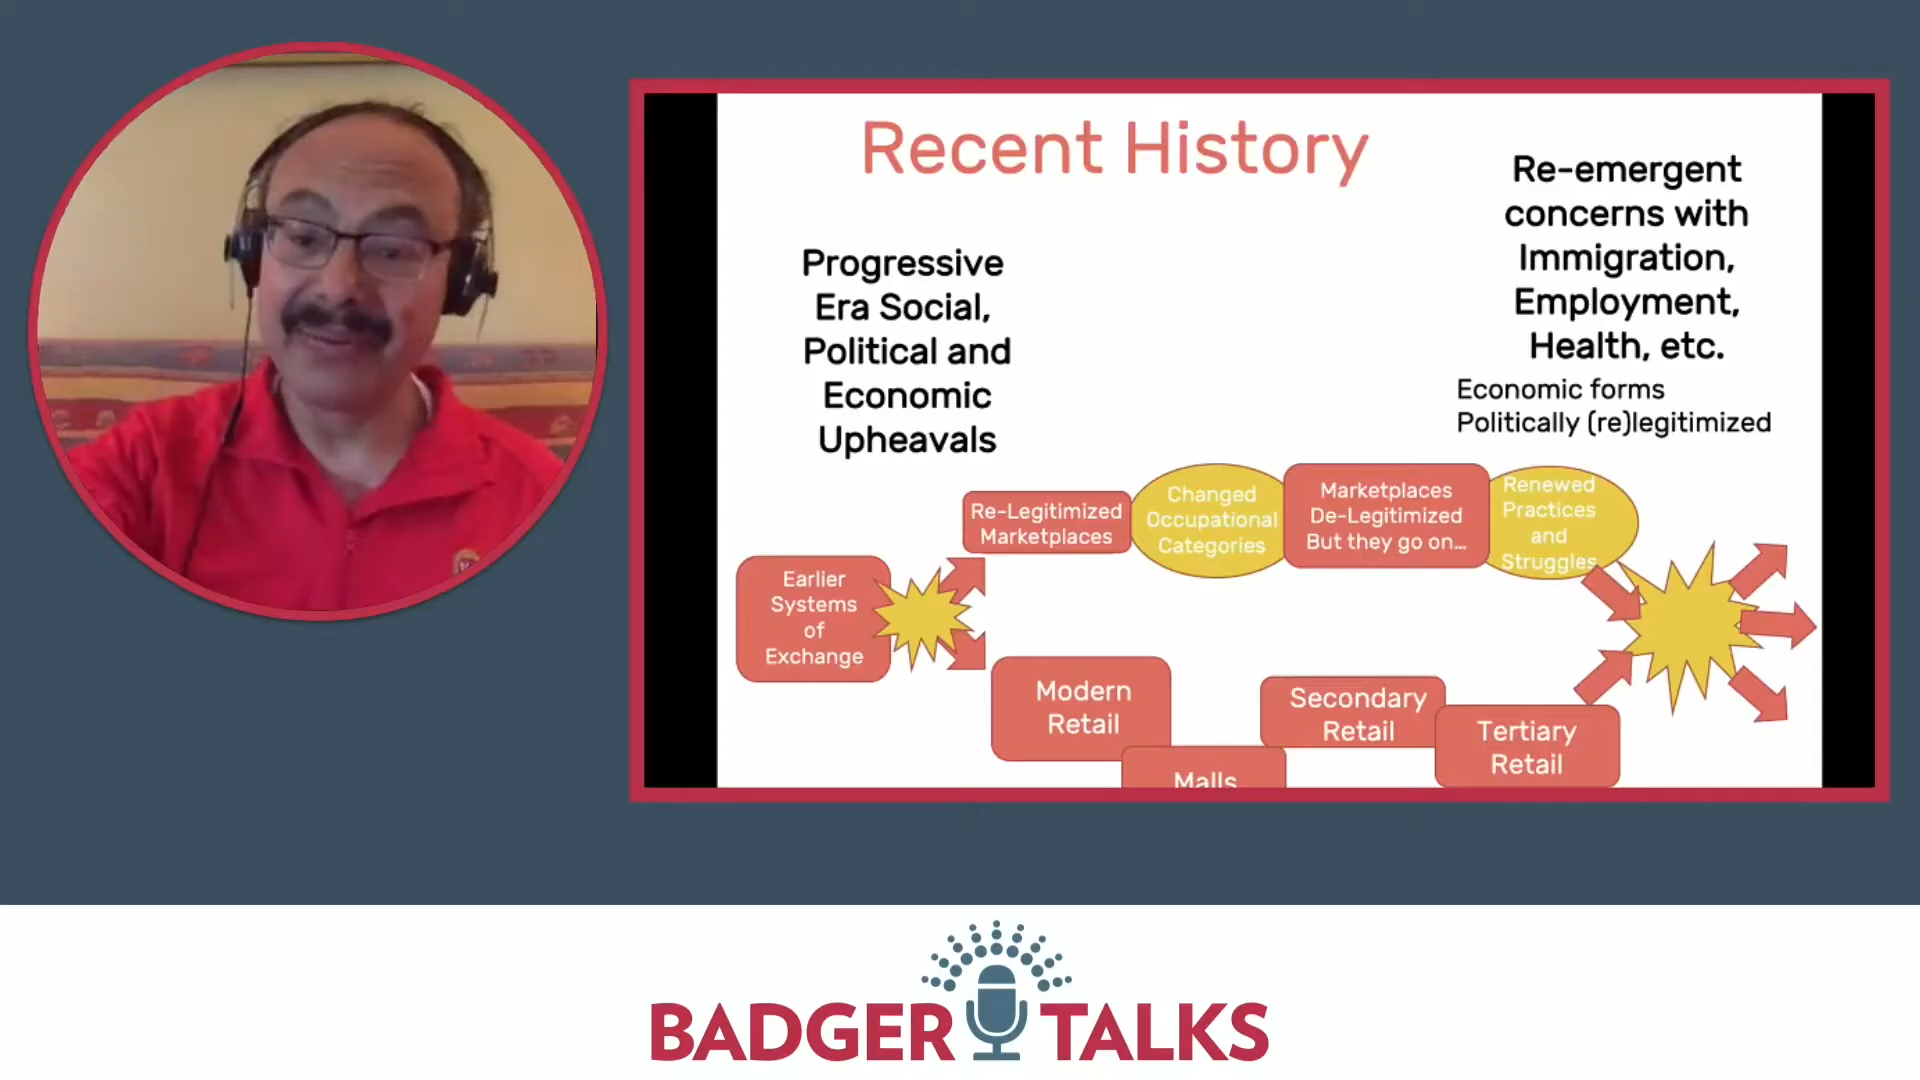 Recent History
Re-emergent
concerns with
Immigration,
Employment,
Health, etc.
Economic forms
Politically (re)legitimized
Progressive
Era Social,
Political and
Economic
Upheavals
Re-Legitimized
Marketplaces
Changed
Occupational
Categories
Marketplaces
De-Legitimized
But they go on...
Renewed
Practices
and
Struggles
Earlier
Systems
of
Exchange
Modern
Retail
Malls
Secondary
Retail
Tertiary
Retail
BADGER TALKS